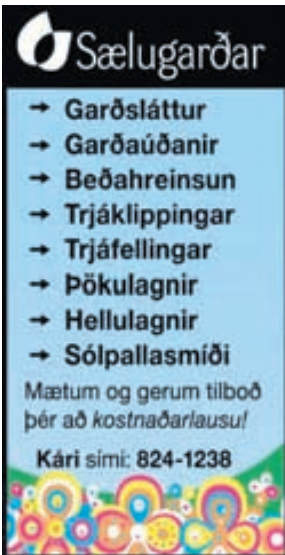 Sælugarðar
→ Garðsláttur
→ Garðaúðanir
→ Beðahreinsun
→ Trjáklippingar
→ Trjáfellingar
→ Þökulagnir
→ Hellulagnir
→ Sólpallasmíði
Mætum og gerum tilboð
þér að kostnaðarlausu!
Kári sími: 824-1238